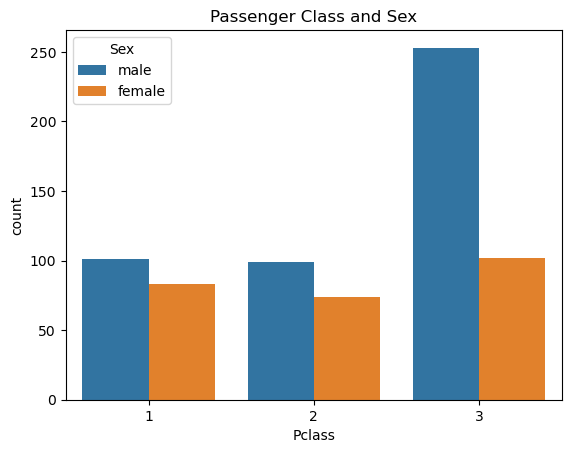 Passenger Class and Sex
Sex
male
female
250
200
150
100
50
0
count
1 2 3
Pclass